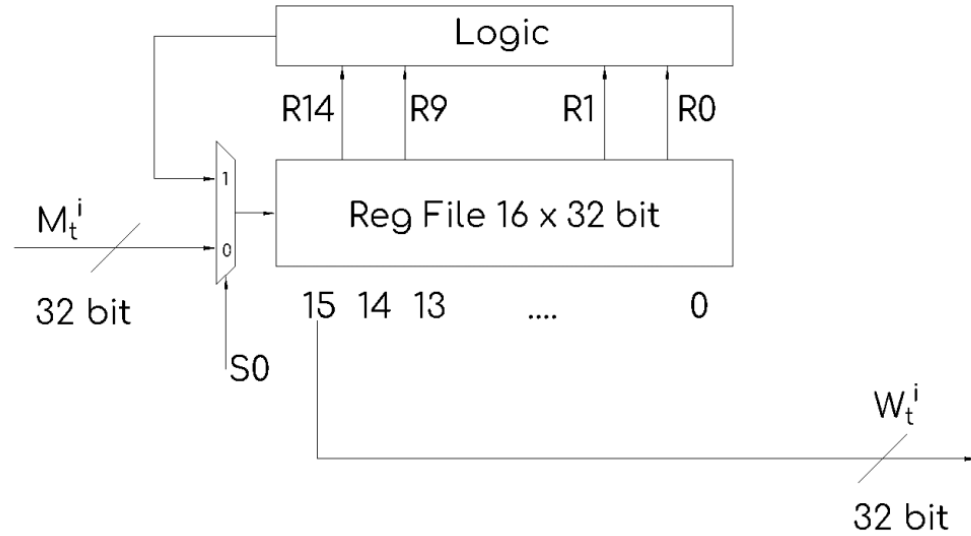 Logic
R14 R9 R1 R0
1
Reg File 16 x 32 bit
M_t^i
0
32 bit
15 14 13 .... 0
S0
W_t^i
32 bit